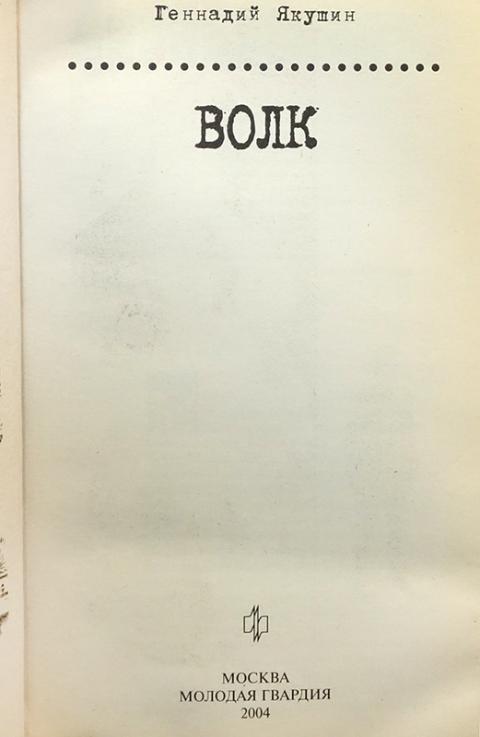 Геннадий Якушин
ВОЛК
МОСКВА
МОЛОДАЯ ГВАРДИЯ
2004